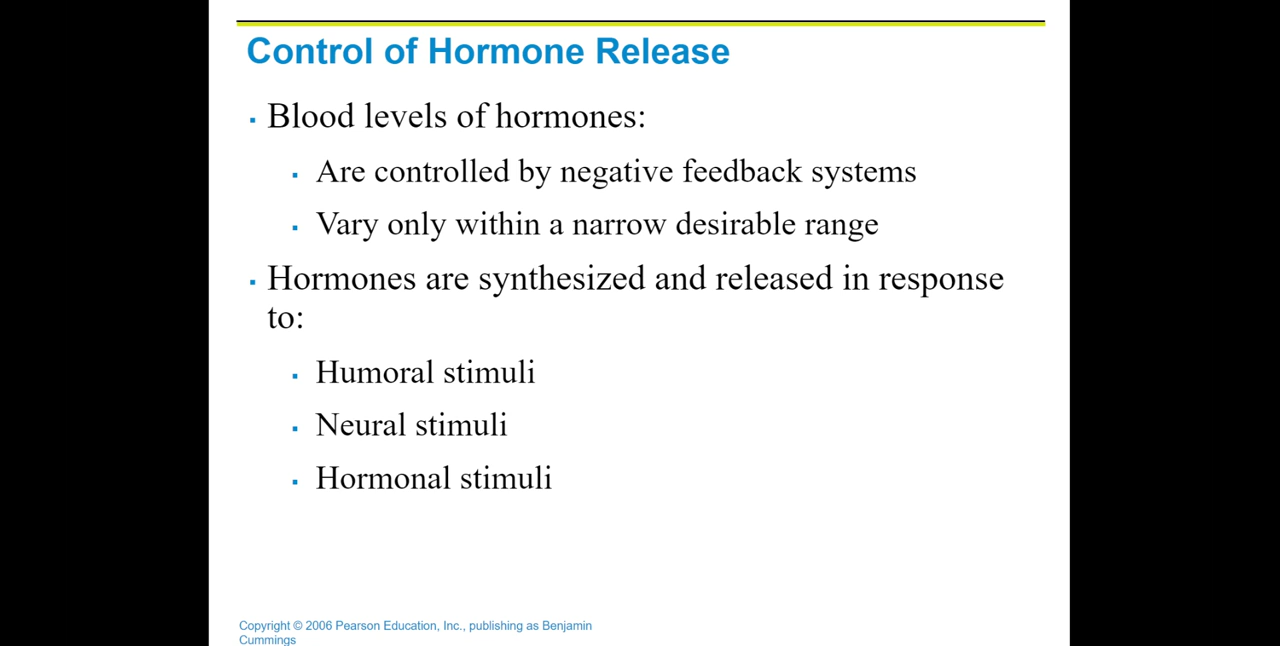 Control of Hormone Release
▪ Blood levels of hormones:
▪ Are controlled by negative feedback systems
▪ Vary only within a narrow desirable range
▪ Hormones are synthesized and released in response
to:
▪ Humoral stimuli
▪ Neural stimuli
▪ Hormonal stimuli
Copyright © 2006 Pearson Education, Inc., publishing as Benjamin
Cummings